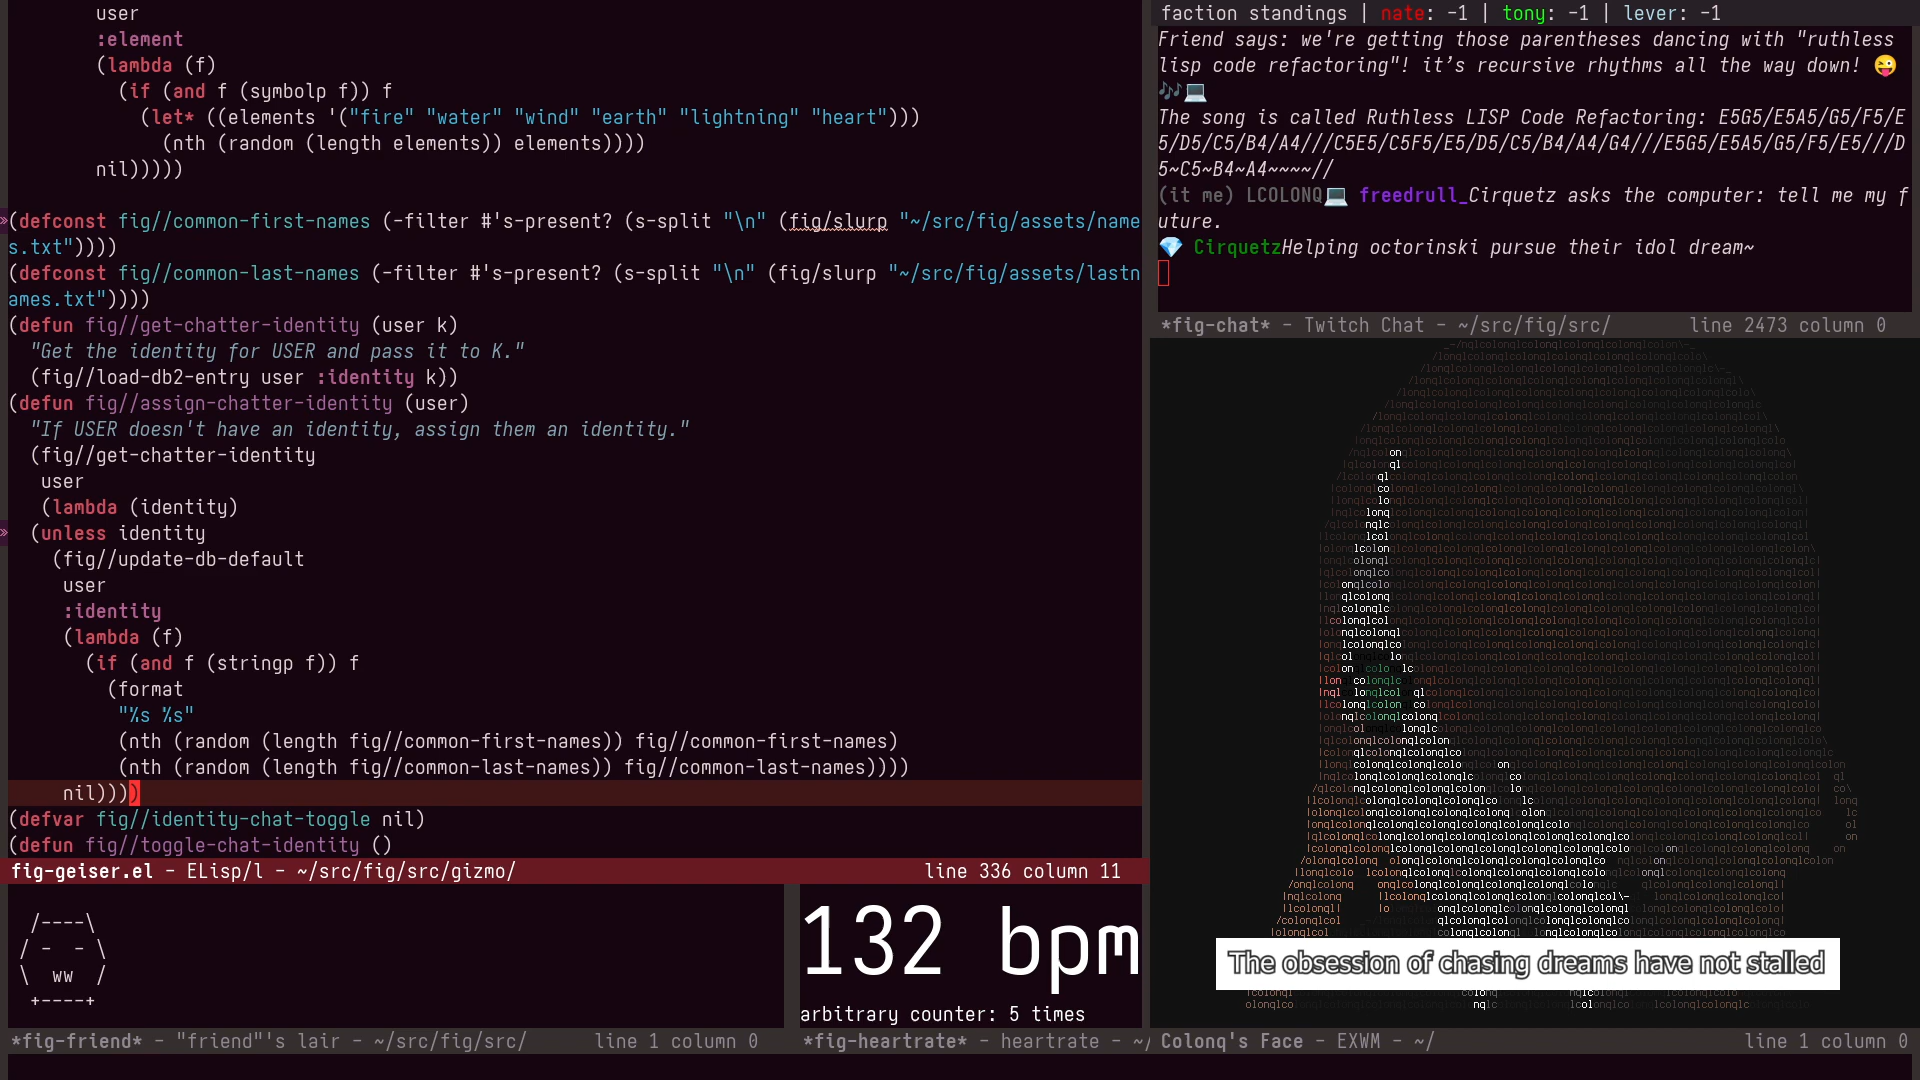 user
:element
(lambda (f)
(if (and f (symbolp f)) f
(let* ((elements '("fire" "water" "wind" "earth" "lightning" "heart")))
(nth (random (length elements)) elements))))
nil)))))
(defconst fig//common-first-names (-filter #'s-present? (s-split "\n" (fig/slurp "~/src/fig/assets/name
s.txt"))))
(defconst fig//common-last-names (-filter #'s-present? (s-split "\n" (fig/slurp "~/src/fig/assets/lastn
ames.txt"))))
(defun fig//get-chatter-identity (user k)
"Get the identity for USER and pass it to K."
(fig//load-db2-entry user :identity k))
(defun fig//assign-chatter-identity (user)
"If USER doesn't have an identity, assign them an identity."
(fig//get-chatter-identity
user
(lambda (identity)
(unless identity
(fig//update-db-default
user
:identity
(lambda (f)
(if (and f (stringp f)) f
(format
"%s %s"
(nth (random (length fig//common-first-names)) fig//common-first-names)
(nth (random (length fig//common-last-names)) fig//common-last-names))))
nil))))
(defvar fig//identity-chat-toggle nil)
(defun fig//toggle-chat-identity ()
fig-geiser.el - ELisp/l - ~/src/fig/src/gizmo/ line 336 column 11
/----\
/ -  - \
\  ww  /
+----+
*fig-friend* - "friend"'s lair - ~/src/fig/src/ line 1 column 0
132 bpm
arbitrary counter: 5 times
*fig-heartrate* - heartrate - ~/
faction standings | nate: -1 | tony: -1 | lever: -1
Friend says: we're getting those parentheses dancing with "ruthless
lisp code refactoring"! it’s recursive rhythms all the way down! 😜
🎶💻
The song is called Ruthless LISP Code Refactoring: E5G5/E5A5/G5/F5/E
5/D5/C5/B4/A4///C5E5/C5F5/E5/D5/C5/B4/A4/G4///E5G5/E5A5/G5/F5/E5///D
5~C5~B4~A4~~~~//
(it me) LCOLONQ💻 freedrull_Cirquetz asks the computer: tell me my f
uture.
💎 CirquetzHelping octorinski pursue their idol dream~
*fig-chat* - Twitch Chat - ~/src/fig/src/ line 2473 column 0
The obsession of chasing dreams have not stalled
Colonq's Face - EXWM - ~/ line 1 column 0